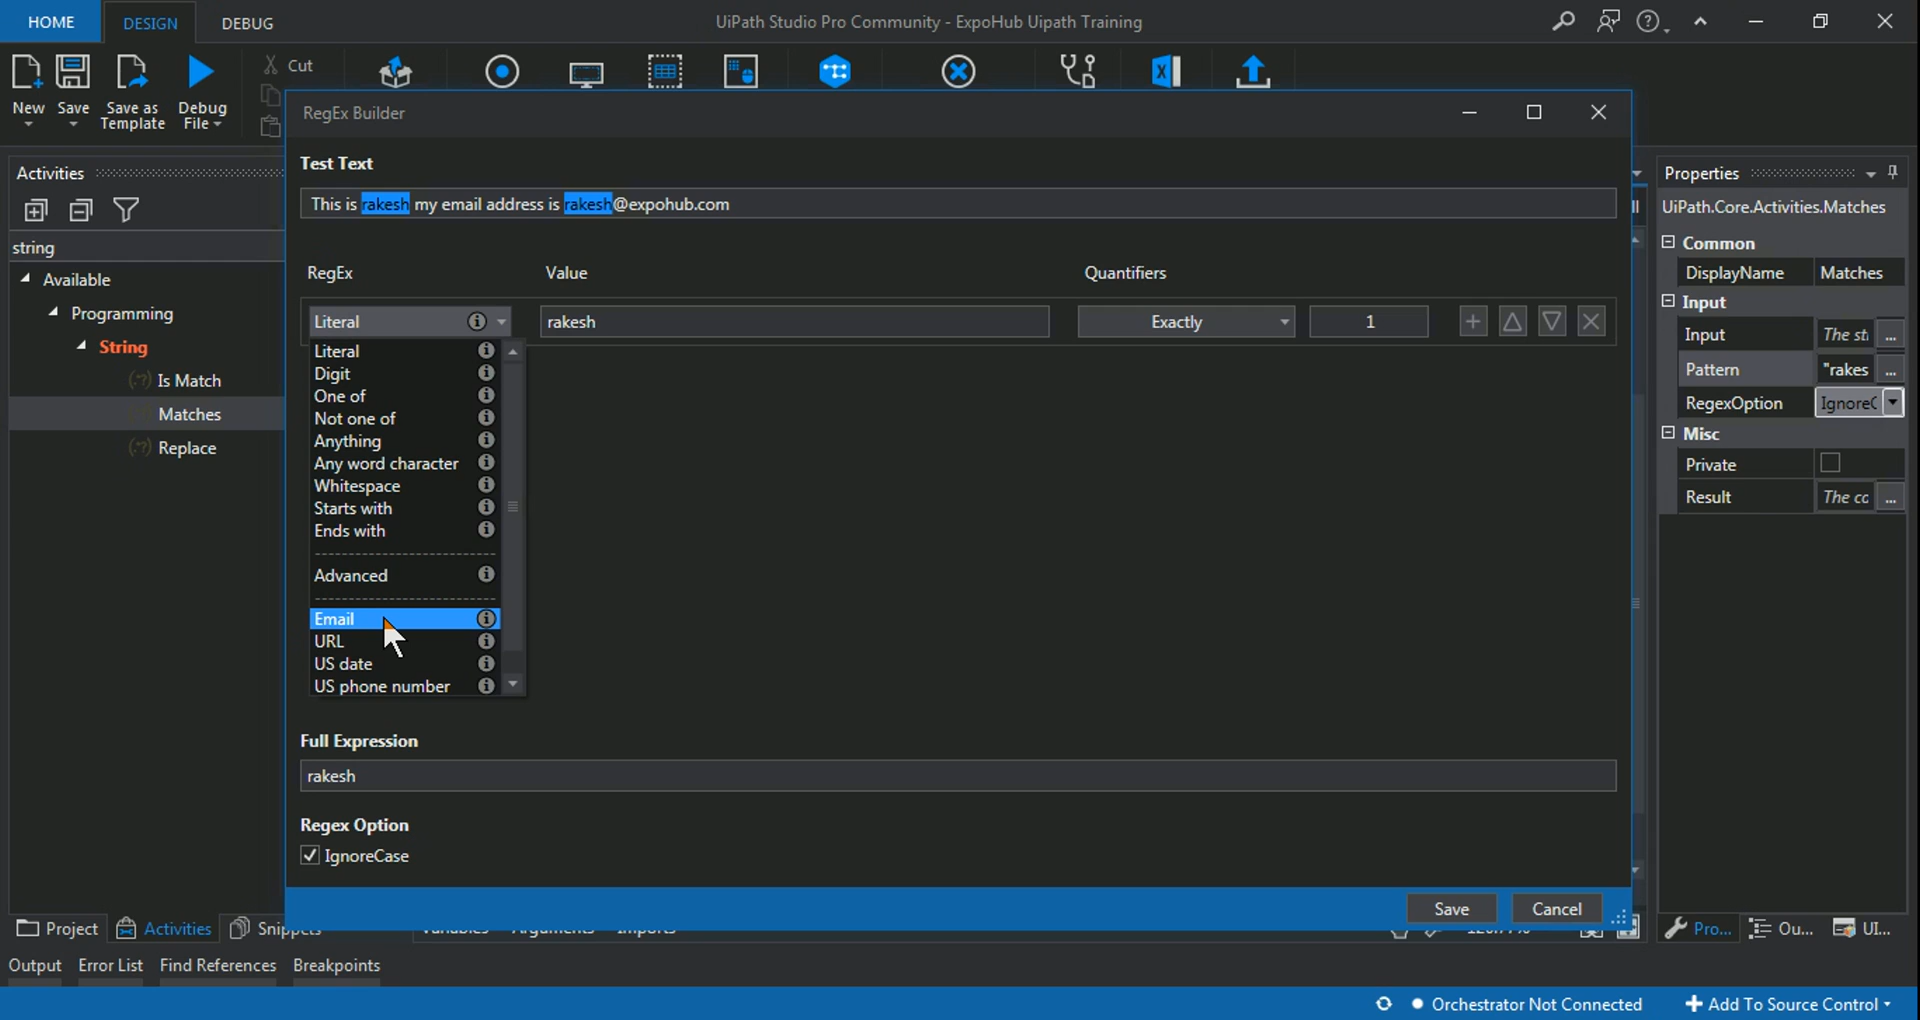 HOME DESIGN DEBUG UiPath Studio Pro Community - ExpoHub Uipath Training
New Save Save as Template Debug File Cut
RegEx Builder
Activities
Test Text
Properties
This is rakesh my email address is rakesh@expohub.com
UiPath.Core.Activities.Matches
string
Common
RegEx Value Quantifiers
DisplayName Matches
Available
Input
Programming
Literal rakesh Exactly 1
Input The st ...
String
Literal
Digit
Pattern "rakes ...
Is Match
One of
RegexOption IgnoreC
Matches
Not one of
Misc
Anything
Replace
Any word character
Private
Whitespace
Result The co ...
Starts with
Ends with
Advanced
Email
URL
US date
US phone number
Full Expression
rakesh
Regex Option
IgnoreCase
Save Cancel
Project Activities Snippets Pro... Ou... UI...
Output Error List Find References Breakpoints
Orchestrator Not Connected Add To Source Control